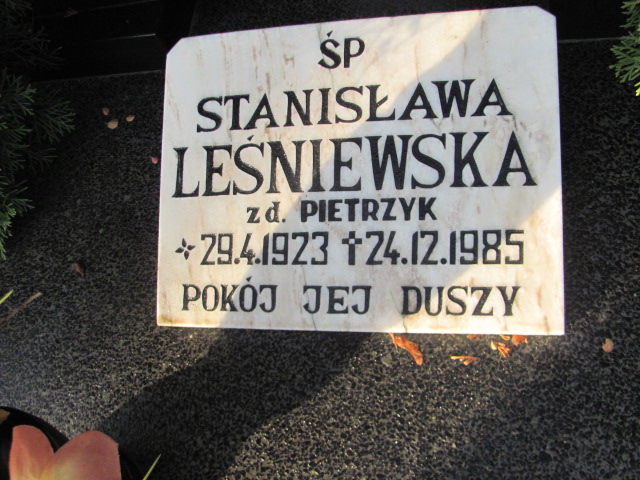 ŚP
STANISŁAWA
LEŚNIEWSKA
zd. PIETRZYK
29.4.1923 †24.12.1985
POKÓJ JEJ DUSZY